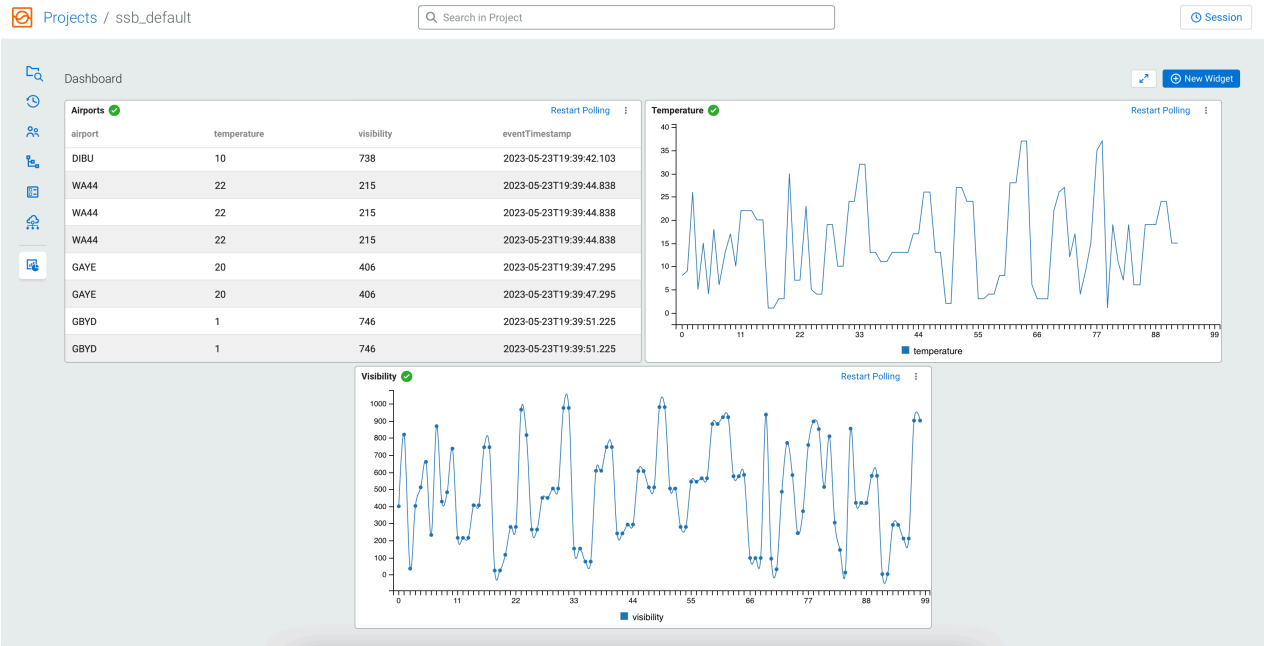 Projects / ssb_default
Search in Project
Session
Dashboard
New Widget
Airports
Restart Polling
airport temperature visibility eventTimestamp
DIBU 10 738 2023-05-23T19:39:42.103
WA44 22 215 2023-05-23T19:39:44.838
WA44 22 215 2023-05-23T19:39:44.838
WA44 22 215 2023-05-23T19:39:44.838
GAYE 20 406 2023-05-23T19:39:47.295
GAYE 20 406 2023-05-23T19:39:47.295
GBYD 1 746 2023-05-23T19:39:51.225
GBYD 1 746 2023-05-23T19:39:51.225
Temperature
Restart Polling
40
35
30
25
20
15
10
5
0
0 11 22 33 44 55 66 77 88 99
temperature
Visibility
Restart Polling
1000
900
800
700
600
500
400
300
200
100
0
0 11 22 33 44 55 66 77 88 99
visibility